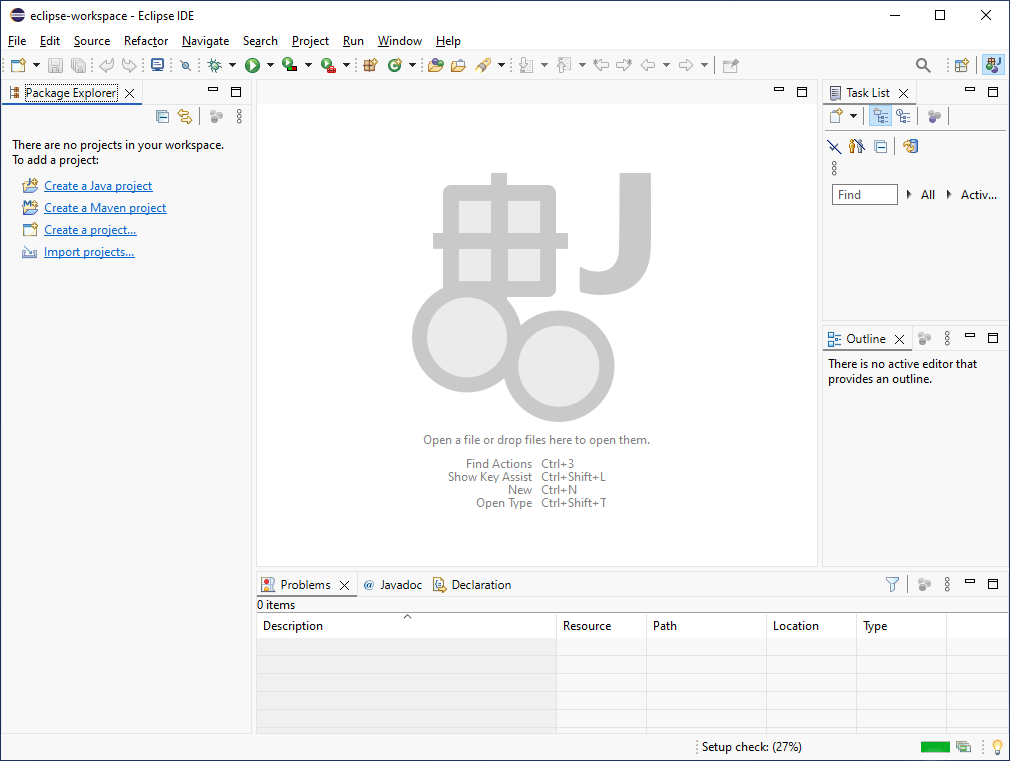 eclipse-workspace - Eclipse IDE
File Edit Source Refactor Navigate Search Project Run Window Help
Package Explorer
There are no projects in your workspace.
To add a project:
Create a Java project
Create a Maven project
Create a project...
Import projects...
Open a file or drop files here to open them.
Find Actions Ctrl+3
Show Key Assist Ctrl+Shift+L
New Ctrl+N
Open Type Ctrl+Shift+T
Task List
Find All Activ...
Outline
There is no active editor that
provides an outline.
Problems @ Javadoc Declaration
0 items
Description Resource Path Location Type
Setup check: (27%)